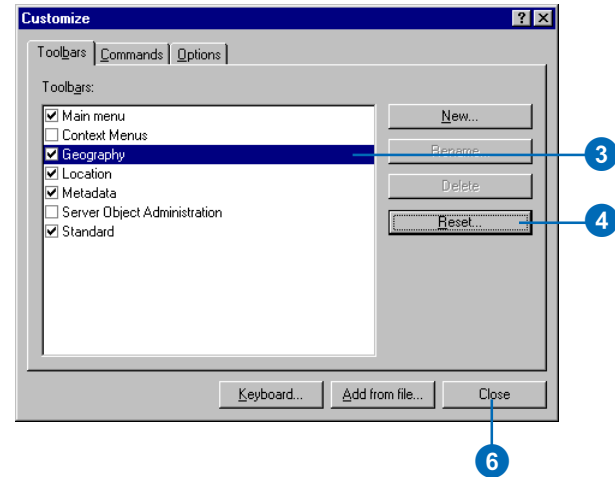 Customize
Toolbars Commands Options
Toolbars:
Main menu
Context Menus
Geography
Location
Metadata
Server Object Administration
Standard
New...
Rename...
Delete
Reset...
Keyboard...
Add from file...
Close
3
4
6